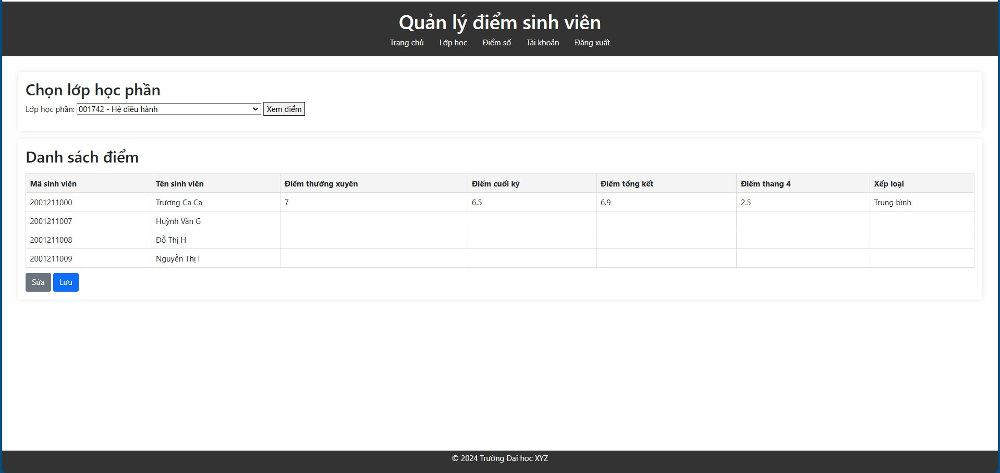 Quản lý điểm sinh viên
Trang chủ Lớp học Điểm số Tài khoản Đăng xuất
Chọn lớp học phần
Lớp học phần: 001742 - Hệ điều hành Xem điểm
Danh sách điểm
Mã sinh viên Tên sinh viên Điểm thường xuyên Điểm cuối kỳ Điểm tổng kết Điểm thang 4 Xếp loại
2001211000 Trương Ca Ca 7 6.5 6.9 2.5 Trung bình
2001211007 Huỳnh Văn G
2001211008 Đỗ Thị H
2001211009 Nguyễn Thị I
Sửa Lưu
© 2024 Trường Đại học XYZ